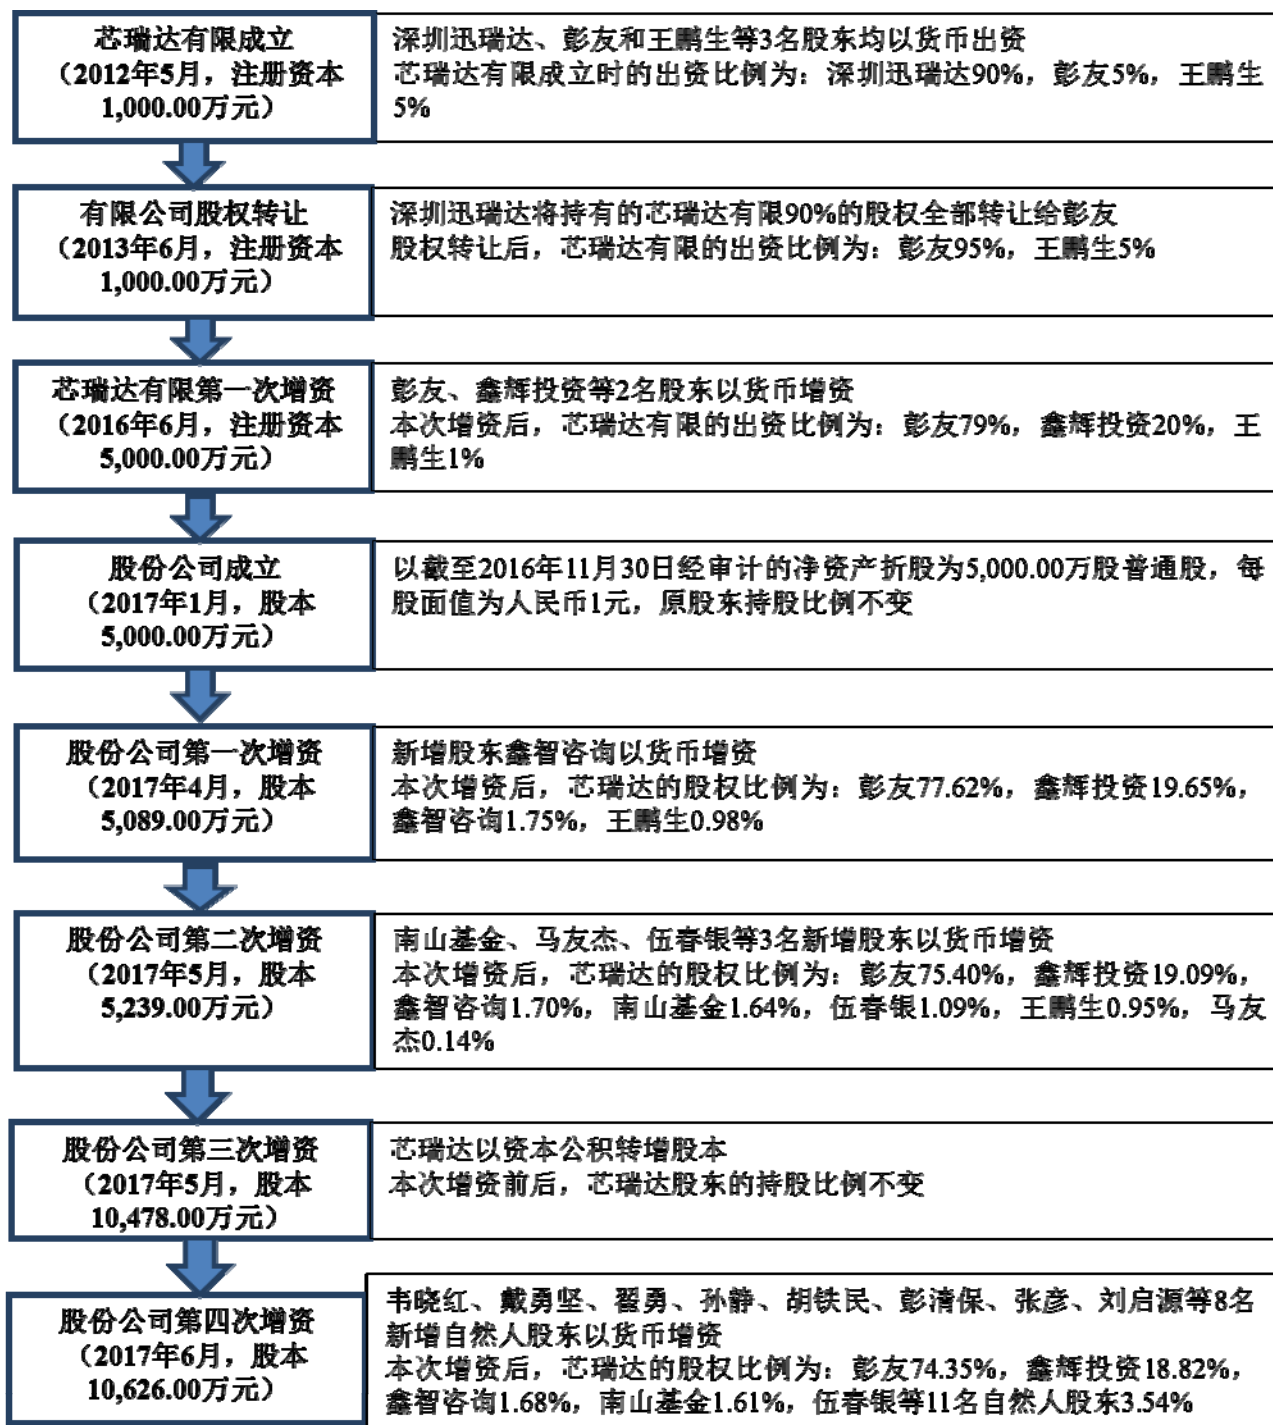 芯瑞达有限成立
（2012年5月，注册资本
1,000.00万元）
深圳迅瑞达、彭友和王鹏生等3名股东均以货币出资
芯瑞达有限成立时的出资比例为：深圳迅瑞达90%，彭友5%，王鹏生
5%
有限公司股权转让
（2013年6月，注册资本
1,000.00万元）
深圳迅瑞达将持有的芯瑞达有限90%的股权全部转让给彭友
股权转让后，芯瑞达有限的出资比例为：彭友95%，王鹏生5%
芯瑞达有限第一次增资
（2016年6月，注册资本
5,000.00万元）
彭友、鑫辉投资等2名股东以货币增资
本次增资后，芯瑞达有限的出资比例为：彭友79%，鑫辉投资20%，王
鹏生1%
股份公司成立
（2017年1月，股本
5,000.00万元）
以截至2016年11月30日经审计的净资产折股为5,000.00万股普通股，每
股面值为人民币1元，原股东持股比例不变
股份公司第一次增资
（2017年4月，股本
5,089.00万元）
新增股东鑫智咨询以货币增资
本次增资后，芯瑞达的股权比例为：彭友77.62%，鑫辉投资19.65%，
鑫智咨询1.75%，王鹏生0.98%
股份公司第二次增资
（2017年5月，股本
5,239.00万元）
南山基金、马友杰、伍春银等3名新增股东以货币增资
本次增资后，芯瑞达的股权比例为：彭友75.40%，鑫辉投资19.09%，
鑫智咨询1.70%，南山基金1.64%，伍春银1.09%，王鹏生0.95%，马友
杰0.14%
股份公司第三次增资
（2017年5月，股本
10,478.00万元）
芯瑞达以资本公积转增股本
本次增资前后，芯瑞达股东的持股比例不变
股份公司第四次增资
（2017年6月，股本
10,626.00万元）
韦晓红、戴勇坚、翟勇、孙静、胡铁民、彭清保、张彦、刘启源等8名
新增自然人股东以货币增资
本次增资后，芯瑞达的股权比例为：彭友74.35%，鑫辉投资18.82%，
鑫智咨询1.68%，南山基金1.61%，伍春银等11名自然人股东3.54%